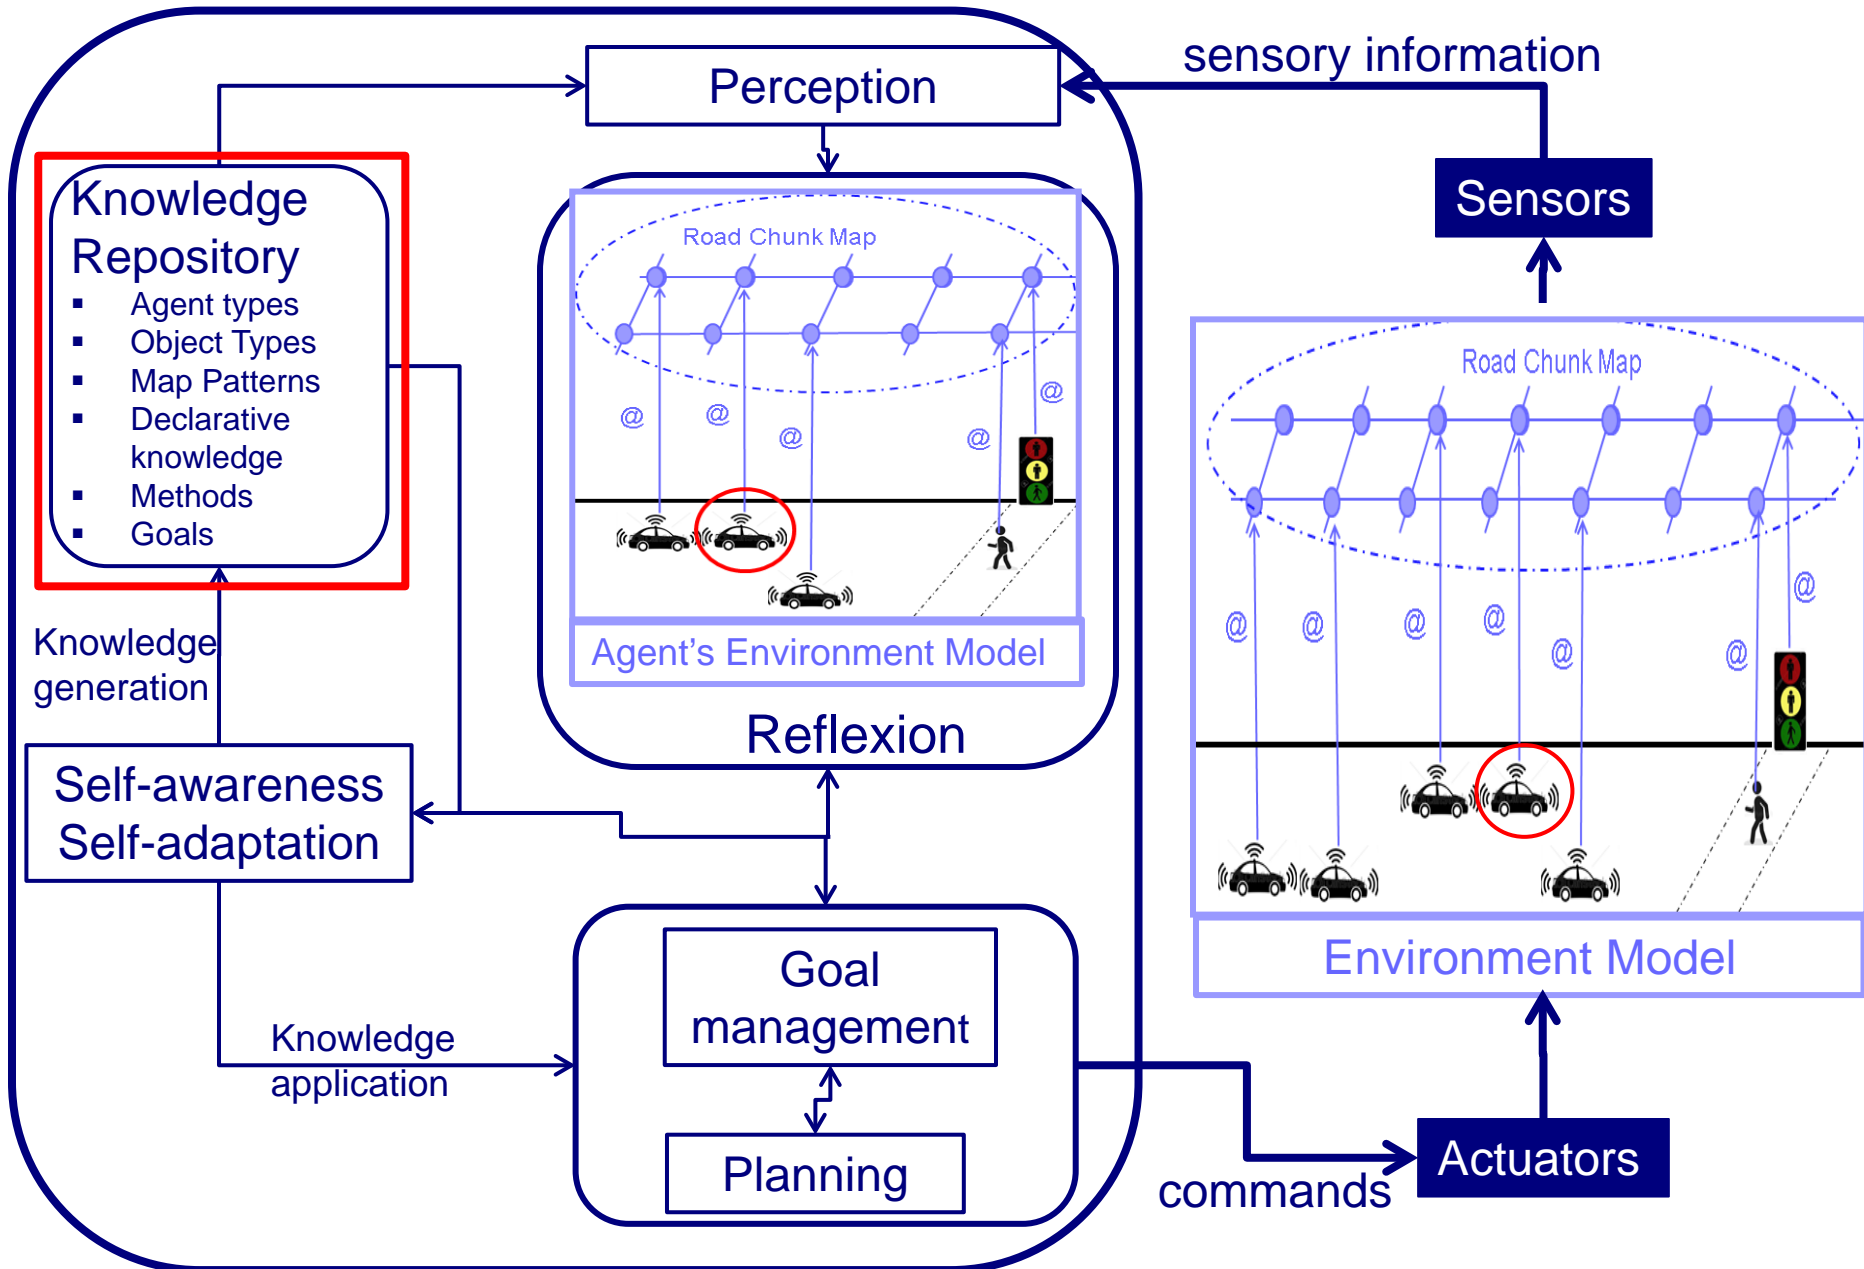 sensory information
Perception
Sensors
Knowledge
Repository
▪ Agent types
▪ Object Types
▪ Map Patterns
▪ Declarative
knowledge
▪ Methods
▪ Goals
Road Chunk Map
@
@
@
@
@
Agent's Environment Model
Reflexion
Road Chunk Map
@
@
@
@
@
@
@
Environment Model
Knowledge
generation
Self-awareness
Self-adaptation
Knowledge
application
Goal
management
Planning
commands
Actuators